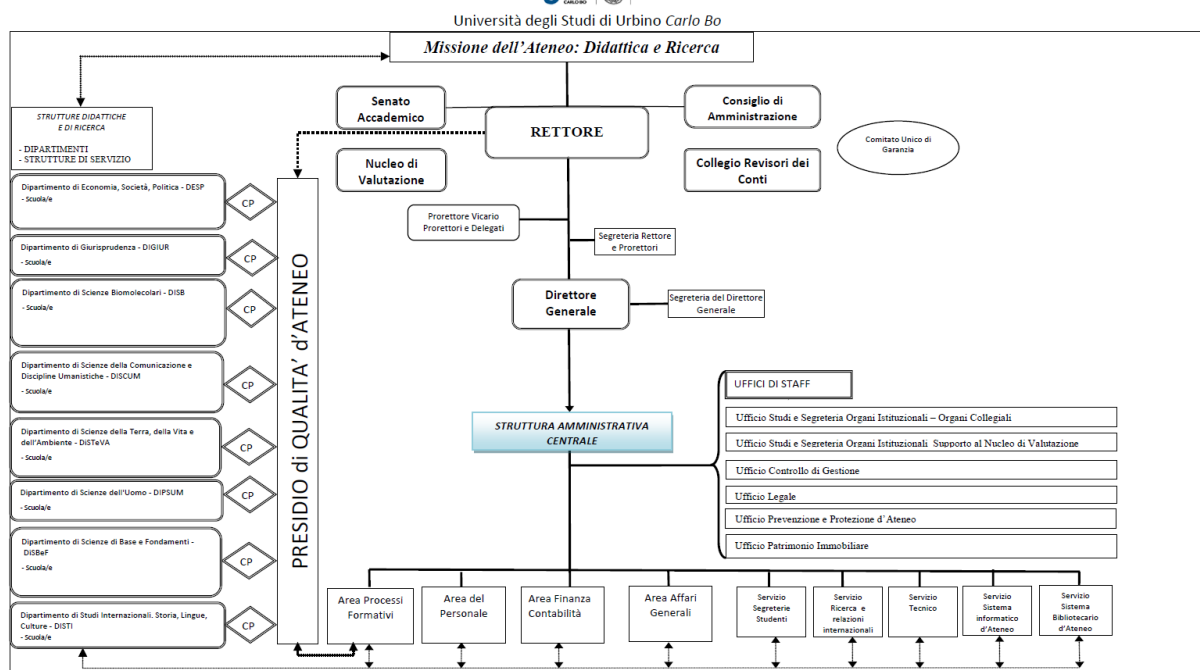 CARLO BO
Università degli Studi di Urbino Carlo Bo
Missione dell'Ateneo: Didattica e Ricerca
STRUTTURE DIDATTICHE
E DI RICERCA
- DIPARTIMENTI
- STRUTTURE DI SERVIZIO
Senato
Accademico
Consiglio di
Amministrazione
RETTORE
Comitato Unico di
Garanzia
Nucleo di
Valutazione
Collegio Revisori dei
Conti
Prorettore Vicario
Prorettori e Delegati
Segreteria Rettore
e Prorettori
Direttore
Generale
Segreteria del Direttore
Generale
Dipartimento di Economia, Società, Politica - DESP
- Scuola/e
CP
Dipartimento di Giurisprudenza - DIGIUR
- Scuola/e
CP
Dipartimento di Scienze Biomolecolari - DISB
- Scuola/e
CP
Dipartimento di Scienze della Comunicazione e
Discipline Umanistiche - DISCUM
- Scuola/e
CP
Dipartimento di Scienze della Terra, della Vita e
dell'Ambiente - DiSTeVA
- Scuola/e
CP
Dipartimento di Scienze dell'Uomo - DIPSUM
- Scuola/e
CP
Dipartimento di Scienze di Base e Fondamenti -
DiSBeF
- Scuola/e
CP
Dipartimento di Studi Internazionali. Storia, Lingue,
Culture - DISTI
- Scuola/e
CP
PRESIDIO di QUALITA' d'ATENEO
STRUTTURA AMMINISTRATIVA
CENTRALE
UFFICI DI STAFF
Ufficio Studi e Segreteria Organi Istituzionali – Organi Collegiali
Ufficio Studi e Segreteria Organi Istituzionali Supporto al Nucleo di Valutazione
Ufficio Controllo di Gestione
Ufficio Legale
Ufficio Prevenzione e Protezione d'Ateneo
Ufficio Patrimonio Immobiliare
Area Processi
Formativi
Area del
Personale
Area Finanza
Contabilità
Area Affari
Generali
Servizio
Segreterie
Studenti
Servizio
Ricerca e
relazioni
internazionali
Servizio
Tecnico
Servizio
Sistema
informatico
d'Ateneo
Servizio
Sistema
Bibliotecario
d'Ateneo